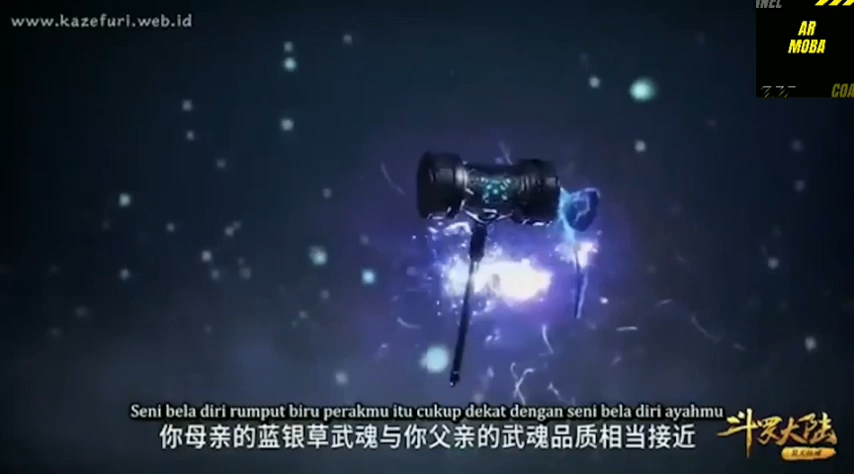 www.kazefuri.web.id
AR
MOBA
Seni bela diri rumput biru perakmu itu cukup dekat dengan seni bela diri ayahmu
你母亲的蓝银草武魂与你父亲的武魂品质相当接近
斗罗大陆